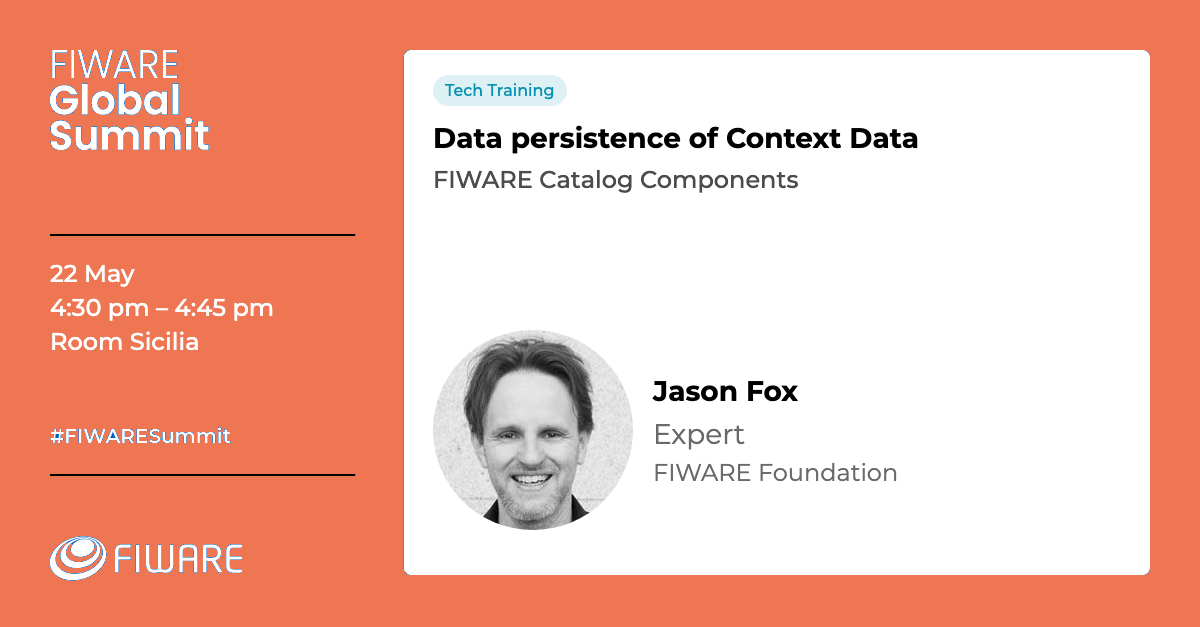 FIWARE
Global
Summit
22 May
4:30 pm – 4:45 pm
Room Sicilia
#FIWARESummit
FIWARE
Tech Training
Data persistence of Context Data
FIWARE Catalog Components
Jason Fox
Expert
FIWARE Foundation